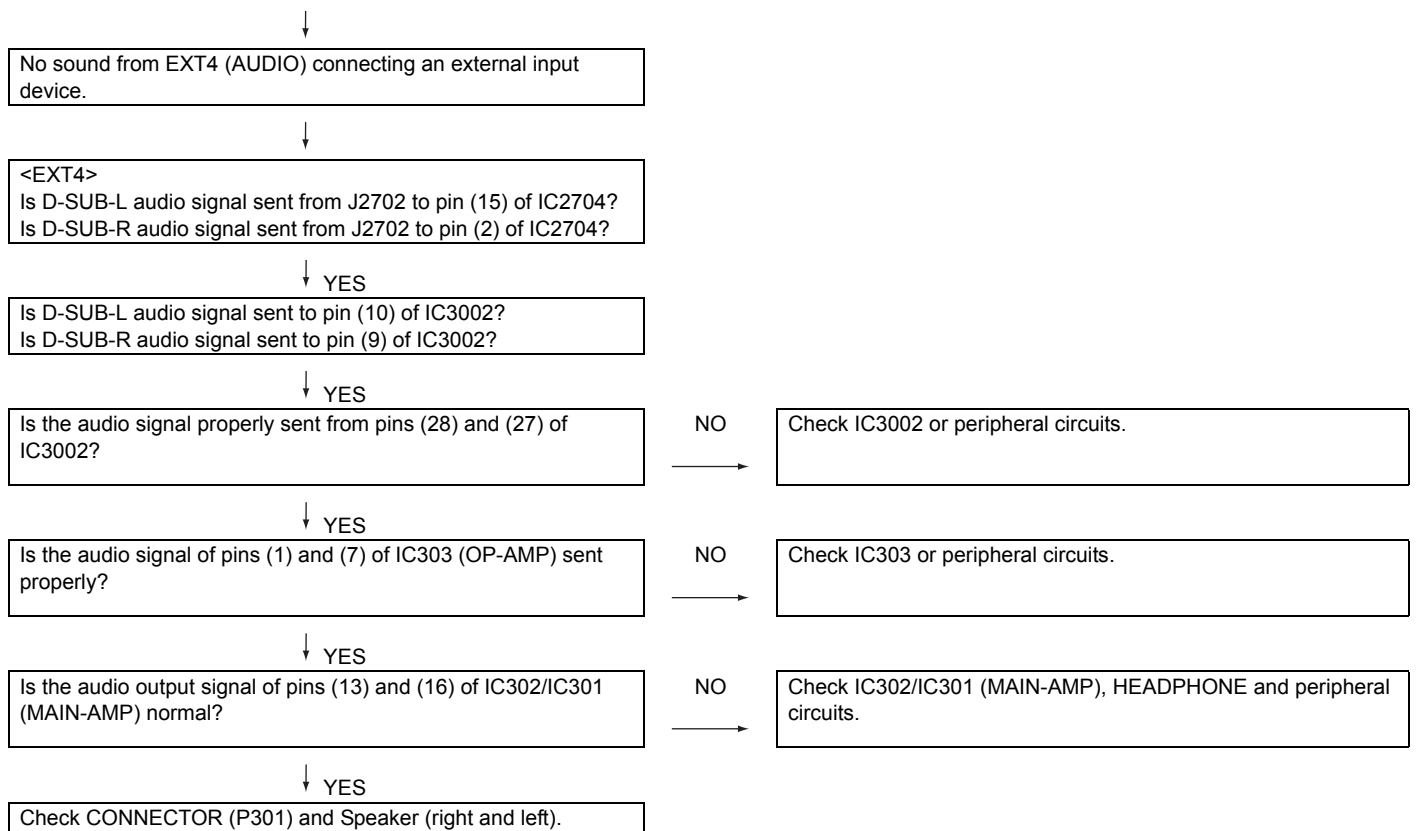 No sound from EXT4 (AUDIO) connecting an external input
device.
<EXT4>
Is D-SUB-L audio signal sent from J2702 to pin (15) of IC2704?
Is D-SUB-R audio signal sent from J2702 to pin (2) of IC2704?
YES
Is D-SUB-L audio signal sent to pin (10) of IC3002?
Is D-SUB-R audio signal sent to pin (9) of IC3002?
YES
Is the audio signal properly sent from pins (28) and (27) of
IC3002?
NO
Check IC3002 or peripheral circuits.
YES
Is the audio signal of pins (1) and (7) of IC303 (OP-AMP) sent
properly?
NO
Check IC303 or peripheral circuits.
YES
Is the audio output signal of pins (13) and (16) of IC302/IC301
(MAIN-AMP) normal?
NO
Check IC302/IC301 (MAIN-AMP), HEADPHONE and peripheral
circuits.
YES
Check CONNECTOR (P301) and Speaker (right and left).